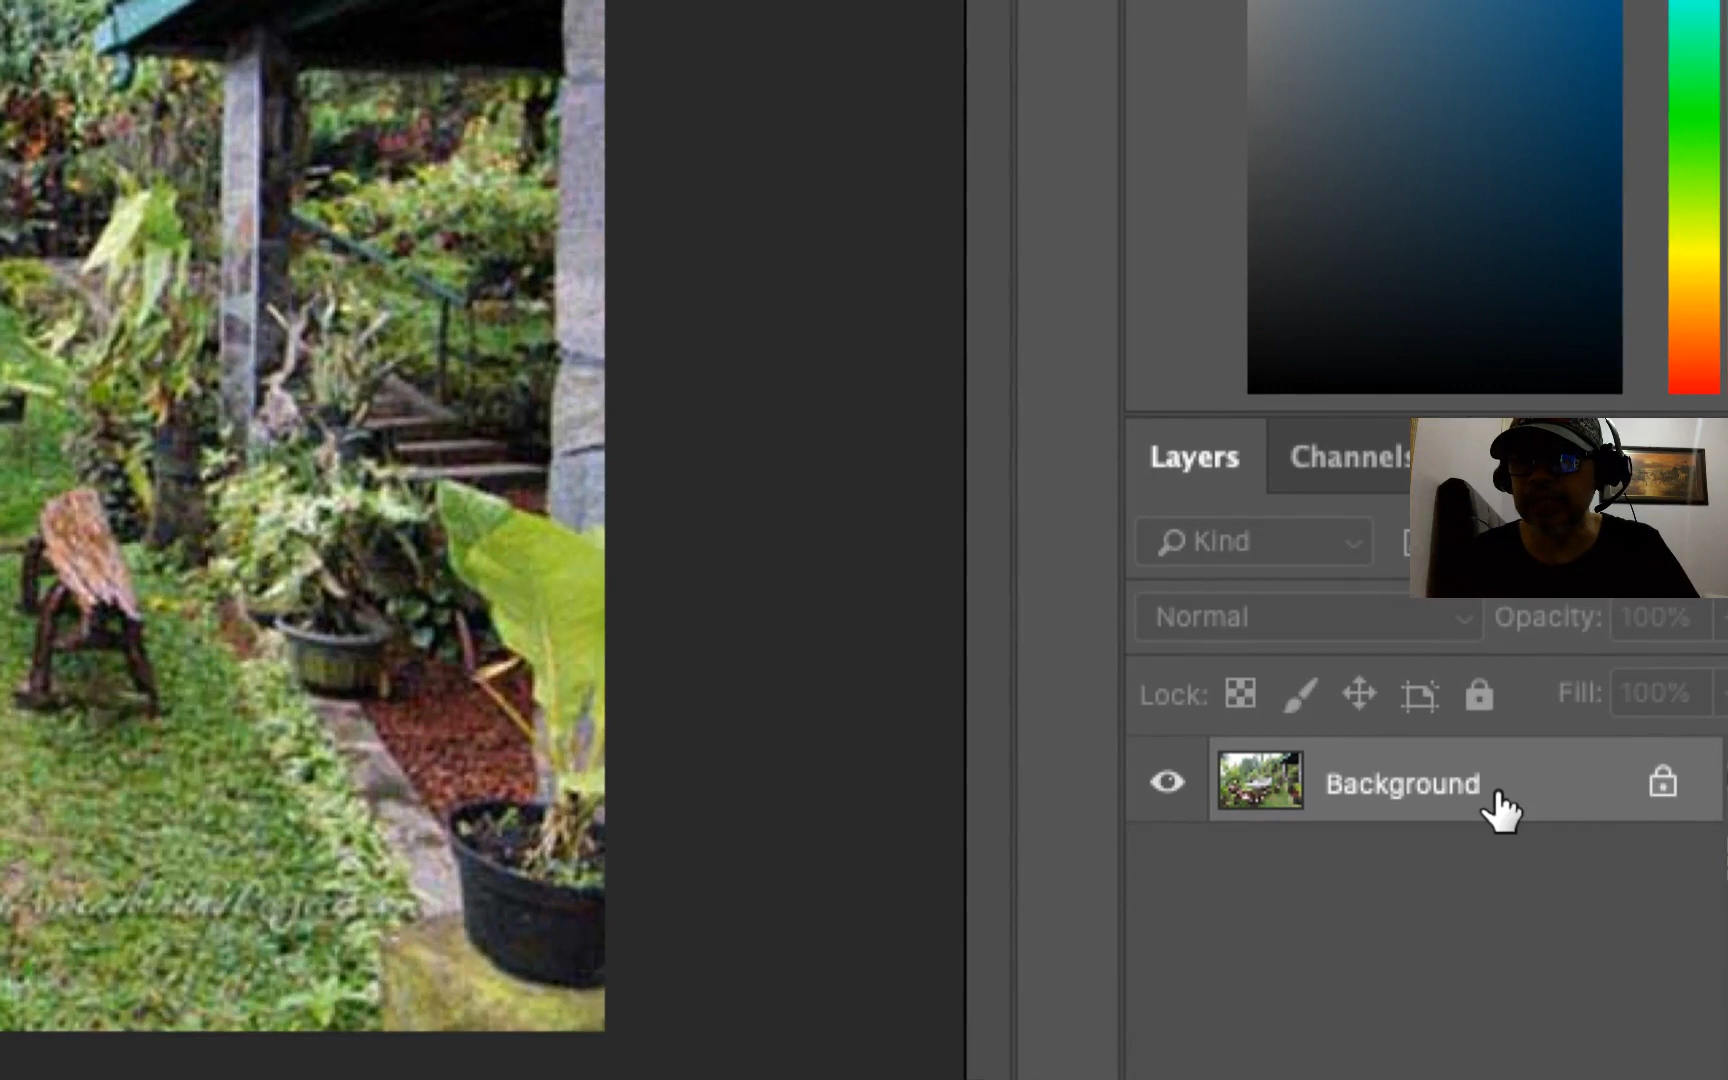 Layers Channels
Kind
Normal Opacity: 100%
Lock: Fill: 100%
Background